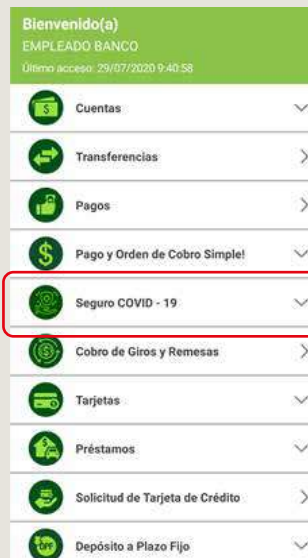 Bienvenido(a)
EMPLEADO BANCO
Último acceso: 29/07/2020 9:40:58
Cuentas
Transferencias
Pagos
Pago y Orden de Cobro Simple!
Seguro COVID - 19
Cobro de Giros y Remesas
Tarjetas
Préstamos
Solicitud de Tarjeta de Crédito
DPF
Depósito a Plazo Fijo